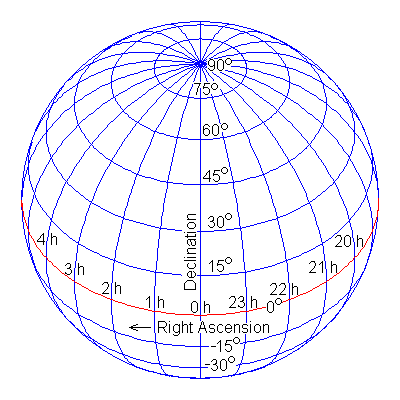 90°
75°
60°
45°
30°
Declination
15°
4 h
3 h
2 h
1 h
0 h
23 h
22 h
21 h
20 h
0°
← Right Ascension
-15°
-30°